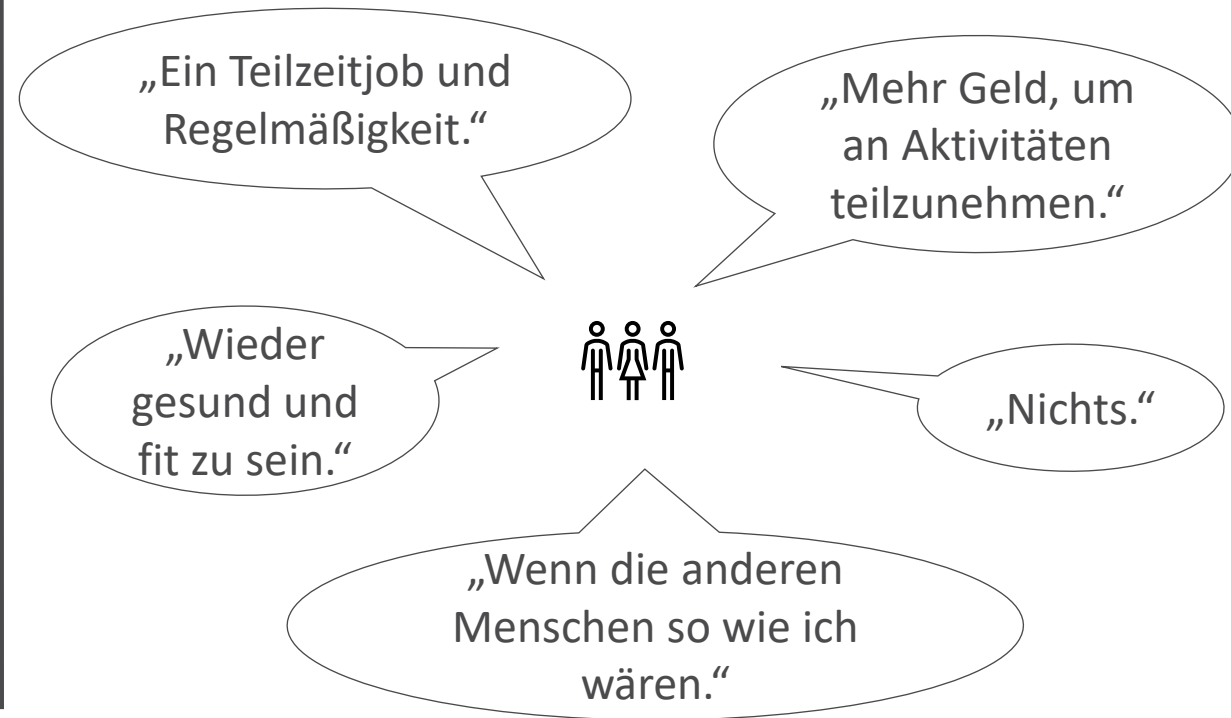 „Ein Teilzeitjob und
Regelmäßigkeit.“
„Mehr Geld, um
an Aktivitäten
teilzunehmen.“
„Wieder
gesund und
fit zu sein.“
„Nichts.“
„Wenn die anderen
Menschen so wie ich
wären.“